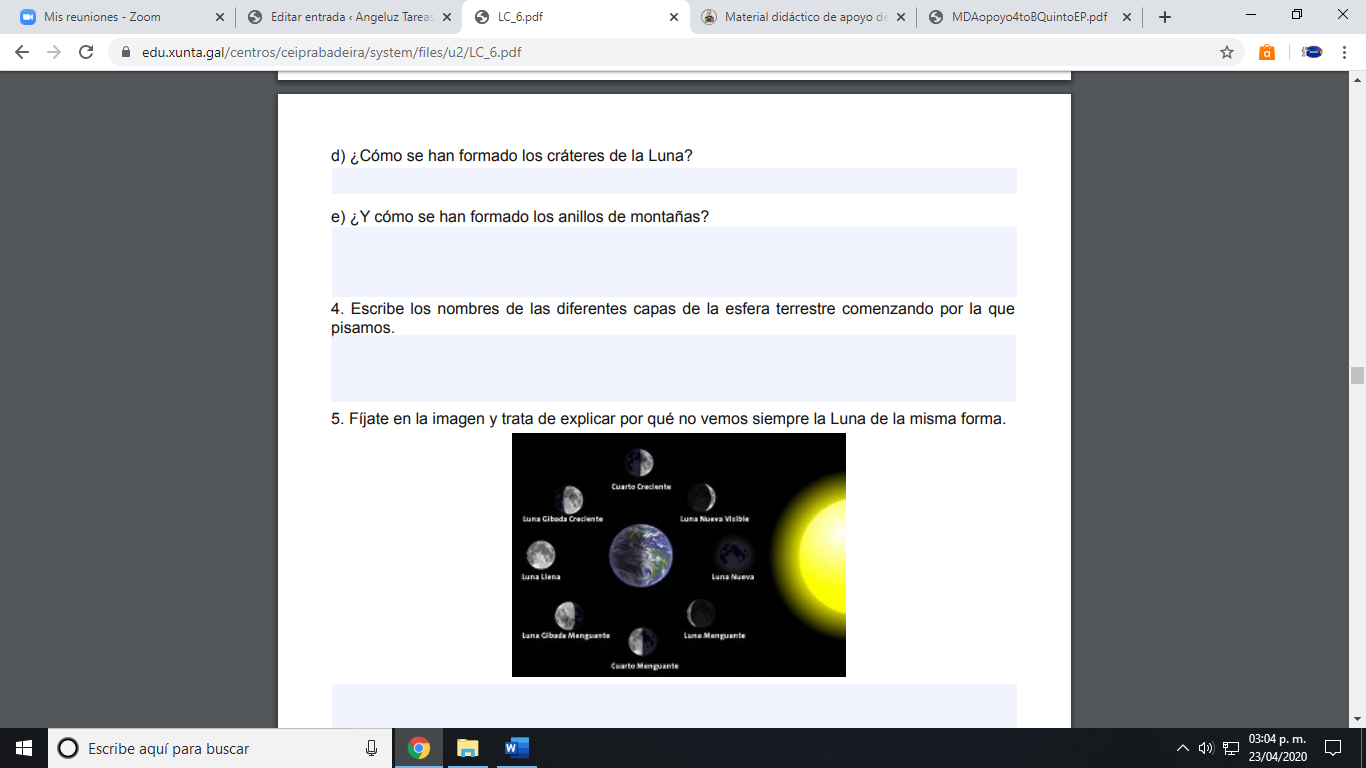 Mis reuniones - Zoom
Editar entrada ‹ Angeluz Tareas
LC_6.pdf
Material didáctico de apoyo de
MDAopoyo4toBQuintoEP.pdf
edu.xunta.gal/centros/ceiprabadeira/system/files/u2/LC_6.pdf
d) ¿Cómo se han formado los cráteres de la Luna?
e) ¿Y cómo se han formado los anillos de montañas?
4. Escribe los nombres de las diferentes capas de la esfera terrestre comenzando por la que
pisamos.
5. Fíjate en la imagen y trata de explicar por qué no vemos siempre la Luna de la misma forma.
Cuarto Creciente
Luna Gibada Creciente
Luna Nueva Visible
Luna Llena
Luna Nueva
Luna Gibada Menguante
Luna Menguante
Cuarto Menguante
Escribe aquí para buscar
03:04 p. m.
23/04/2020